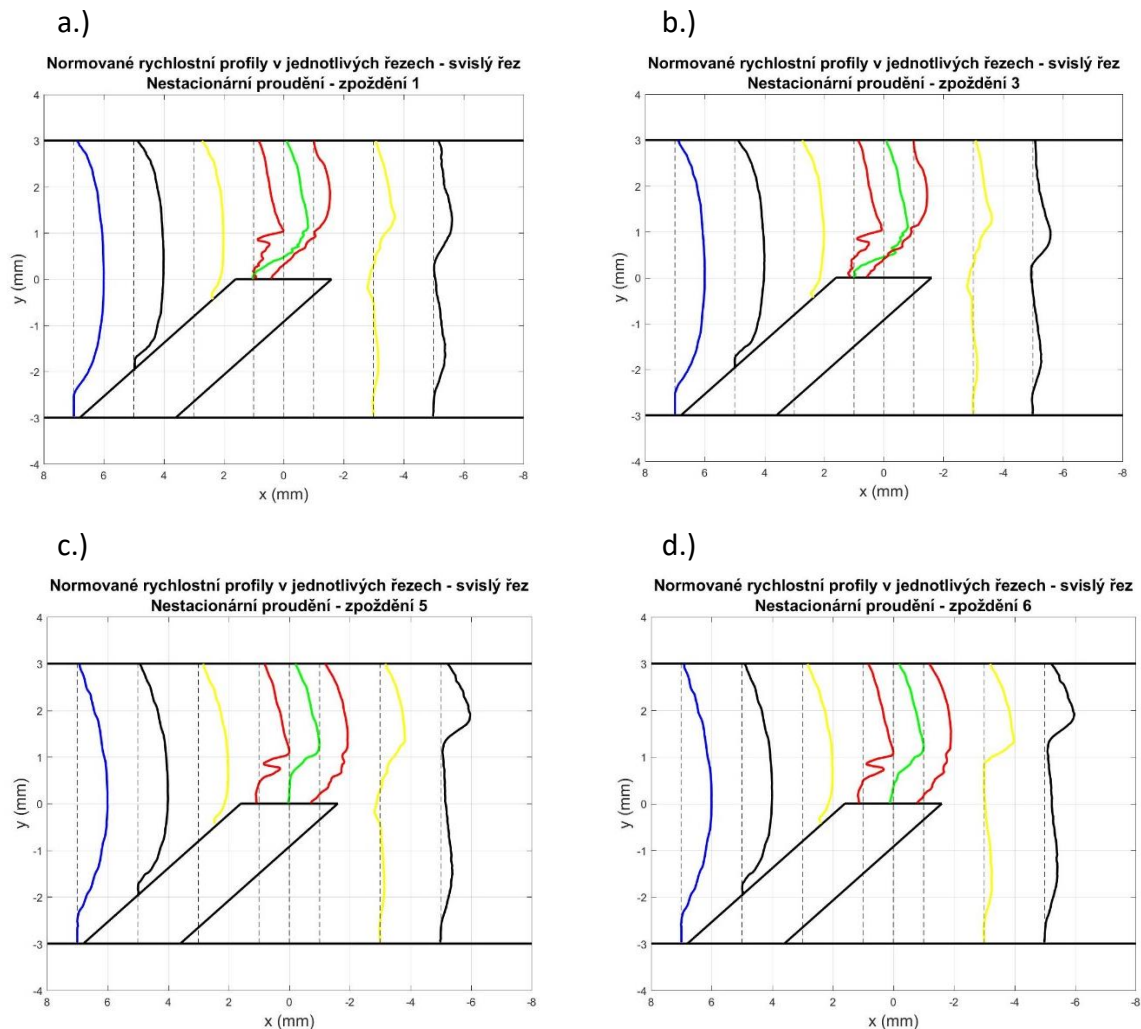 a.)
Normované rychlostní profily v jednotlivých řezech - svislý řez
Nestacionární proudění - zpoždění 1
4
3
2
1
0
-1
-2
-3
-4
y (mm)
8 6 4 2 0 -2 -4 -6 -8
x (mm)
b.)
Normované rychlostní profily v jednotlivých řezech - svislý řez
Nestacionární proudění - zpoždění 3
4
3
2
1
0
-1
-2
-3
-4
y (mm)
8 6 4 2 0 -2 -4 -6 -8
x (mm)
c.)
Normované rychlostní profily v jednotlivých řezech - svislý řez
Nestacionární proudění - zpoždění 5
4
3
2
1
0
-1
-2
-3
-4
y (mm)
8 6 4 2 0 -2 -4 -6 -8
x (mm)
d.)
Normované rychlostní profily v jednotlivých řezech - svislý řez
Nestacionární proudění - zpoždění 6
4
3
2
1
0
-1
-2
-3
-4
y (mm)
8 6 4 2 0 -2 -4 -6 -8
x (mm)